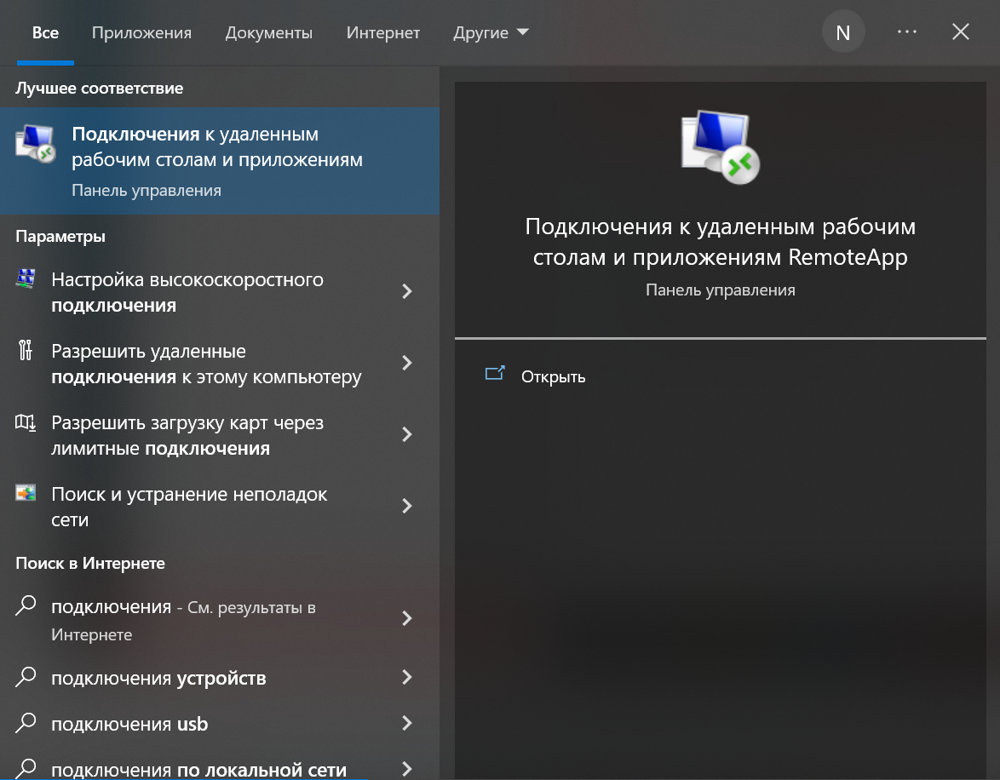 Все Приложения Документы Интернет Другие N
Лучшее соответствие
Подключения к удаленным
рабочим столам и приложениям
Панель управления
Параметры
Настройка высокоскоростного
подключения
Разрешить удаленные
подключения к этому компьютеру
Разрешить загрузку карт через
лимитные подключения
Поиск и устранение неполадок
сети
Поиск в Интернете
подключения - См. результаты в
Интернете
подключения устройств
подключения usb
подключения по локальной сети
Подключения к удаленным рабочим
столам и приложениям RemoteApp
Панель управления
Открыть